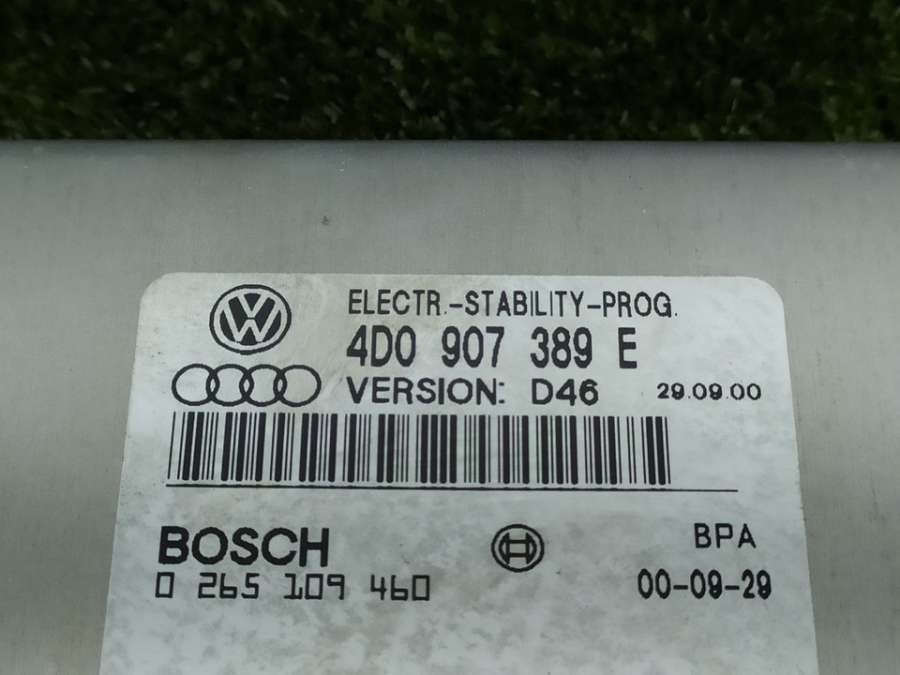 ELECTR.-STABILITY-PROG.
4D0 907 389 E
VERSION: D46 29.09.00
BOSCH
BPA
0 265 109 460 00-09-29